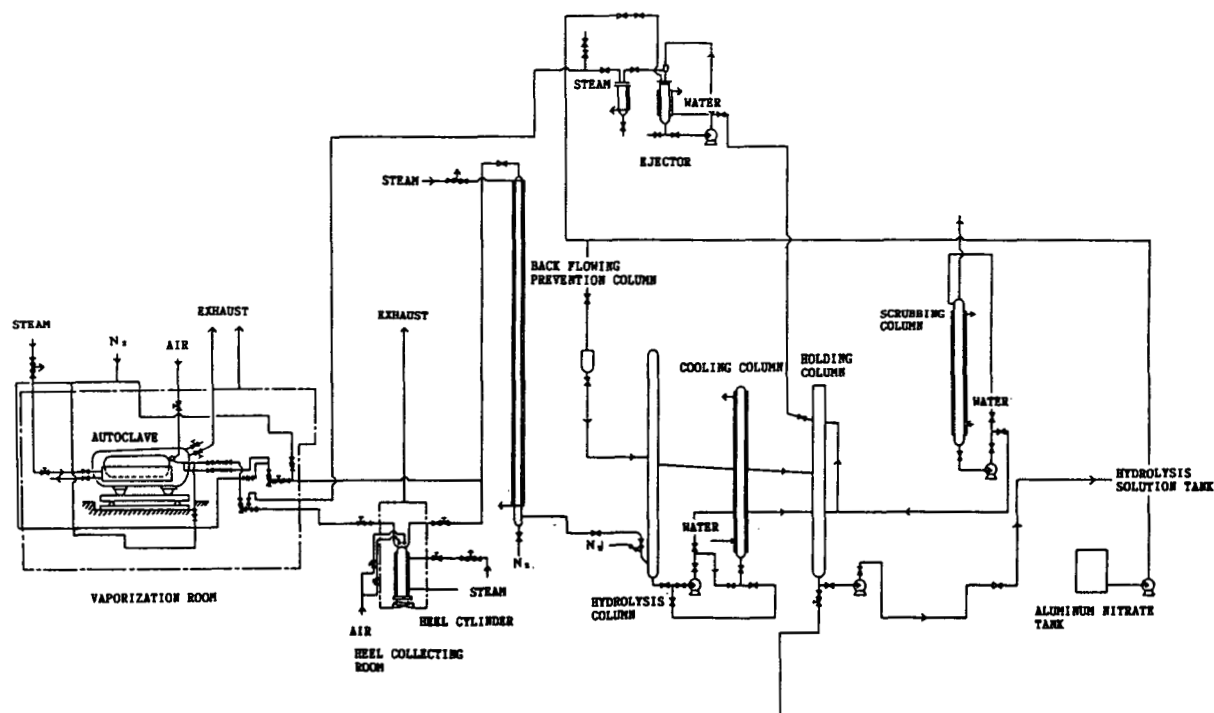 STEAM
WATER
EJECTOR
STEAM
BACK FLOWING
PREVENTION COLUMN
EXHAUST
STEAM
N₂
AIR
EXHAUST
SCRUBBING
COLUMN
COOLING COLUMN
HOLDING
COLUMN
WATER
AUTOCLAVE
HYDROLYSIS
SOLUTION TANK
WATER
N₂
STEAM
VAPORIZATION ROOM
HYDROLYSIS
COLUMN
HEEL CYLINDER
ALUMINUM NITRATE
TANK
AIR
HEEL COLLECTING
ROOM